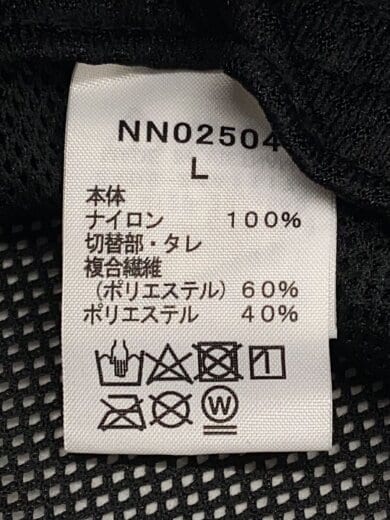 NN02504
L
本体
ナイロン 100%
切替部・タレ
複合繊維
(ポリエステル) 60%
ポリエステル 40%
W